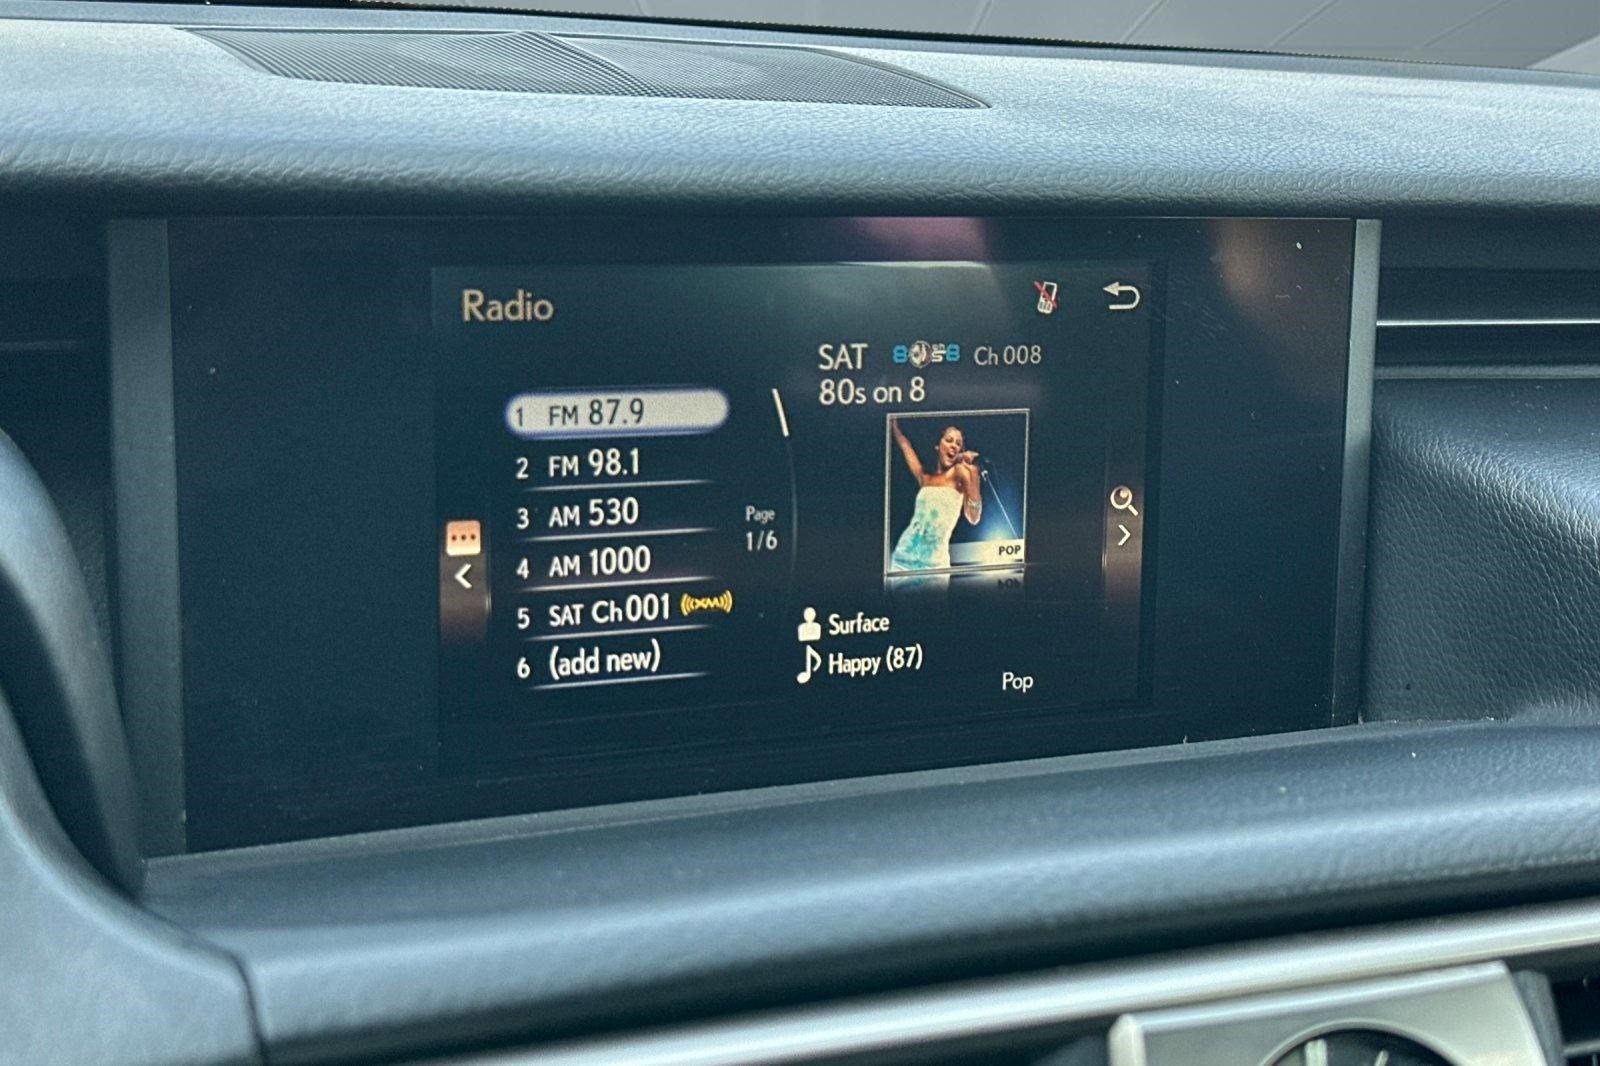 Radio
1 FM 87.9
2 FM 98.1
3 AM 530
4 AM 1000
5 SAT Ch001 ((XM))
6 (add new)
Page
1/6
SAT Ch 008
80s on 8
POP
Surface
Happy (87)
Pop